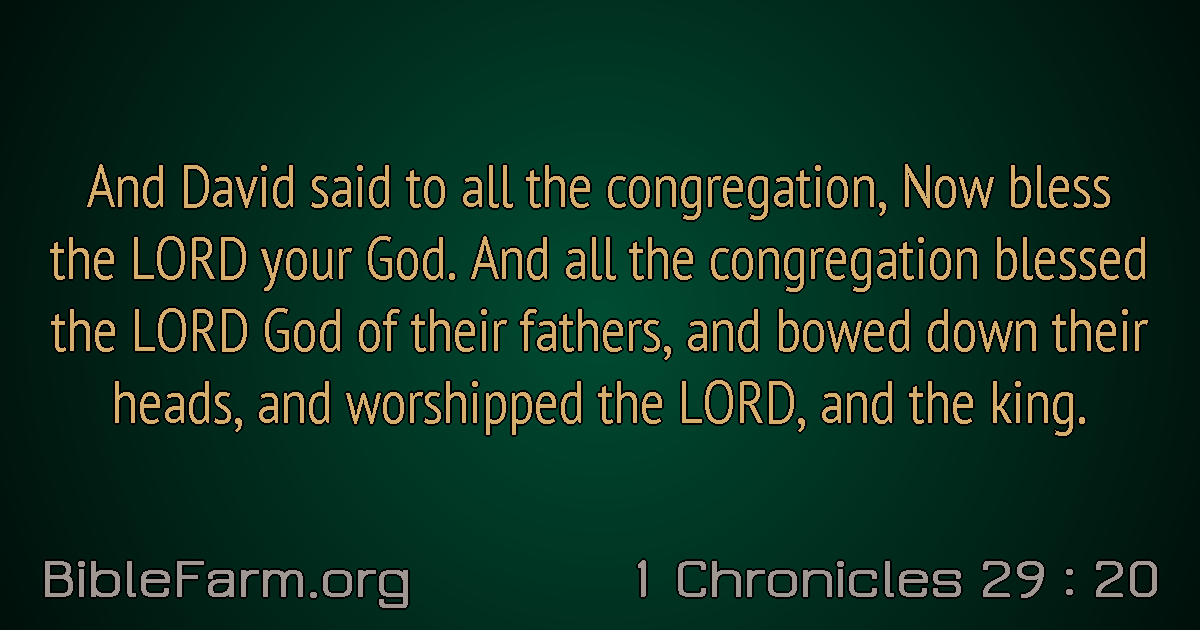 And David said to all the congregation, Now bless
the LORD your God. And all the congregation blessed
the LORD God of their fathers, and bowed down their
heads, and worshipped the LORD, and the king.
BibleFarm.org
1 Chronicles 29 : 20